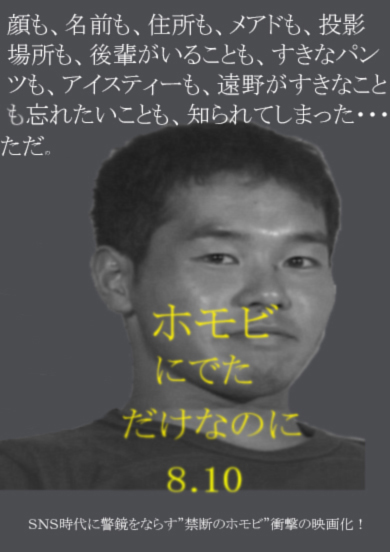 顔も、名前も、住所も、メアドも、投影
場所も、後輩がいることも、すきなパン
ツも、アイスティーも、遠野がすきなこと
も忘れたいことも、知られてしまった・・・
ただ。
ホモビ
にでた
だけなのに
8.10
SNS時代に警鏡をならす”禁断のホモビ”衝撃の映画化！